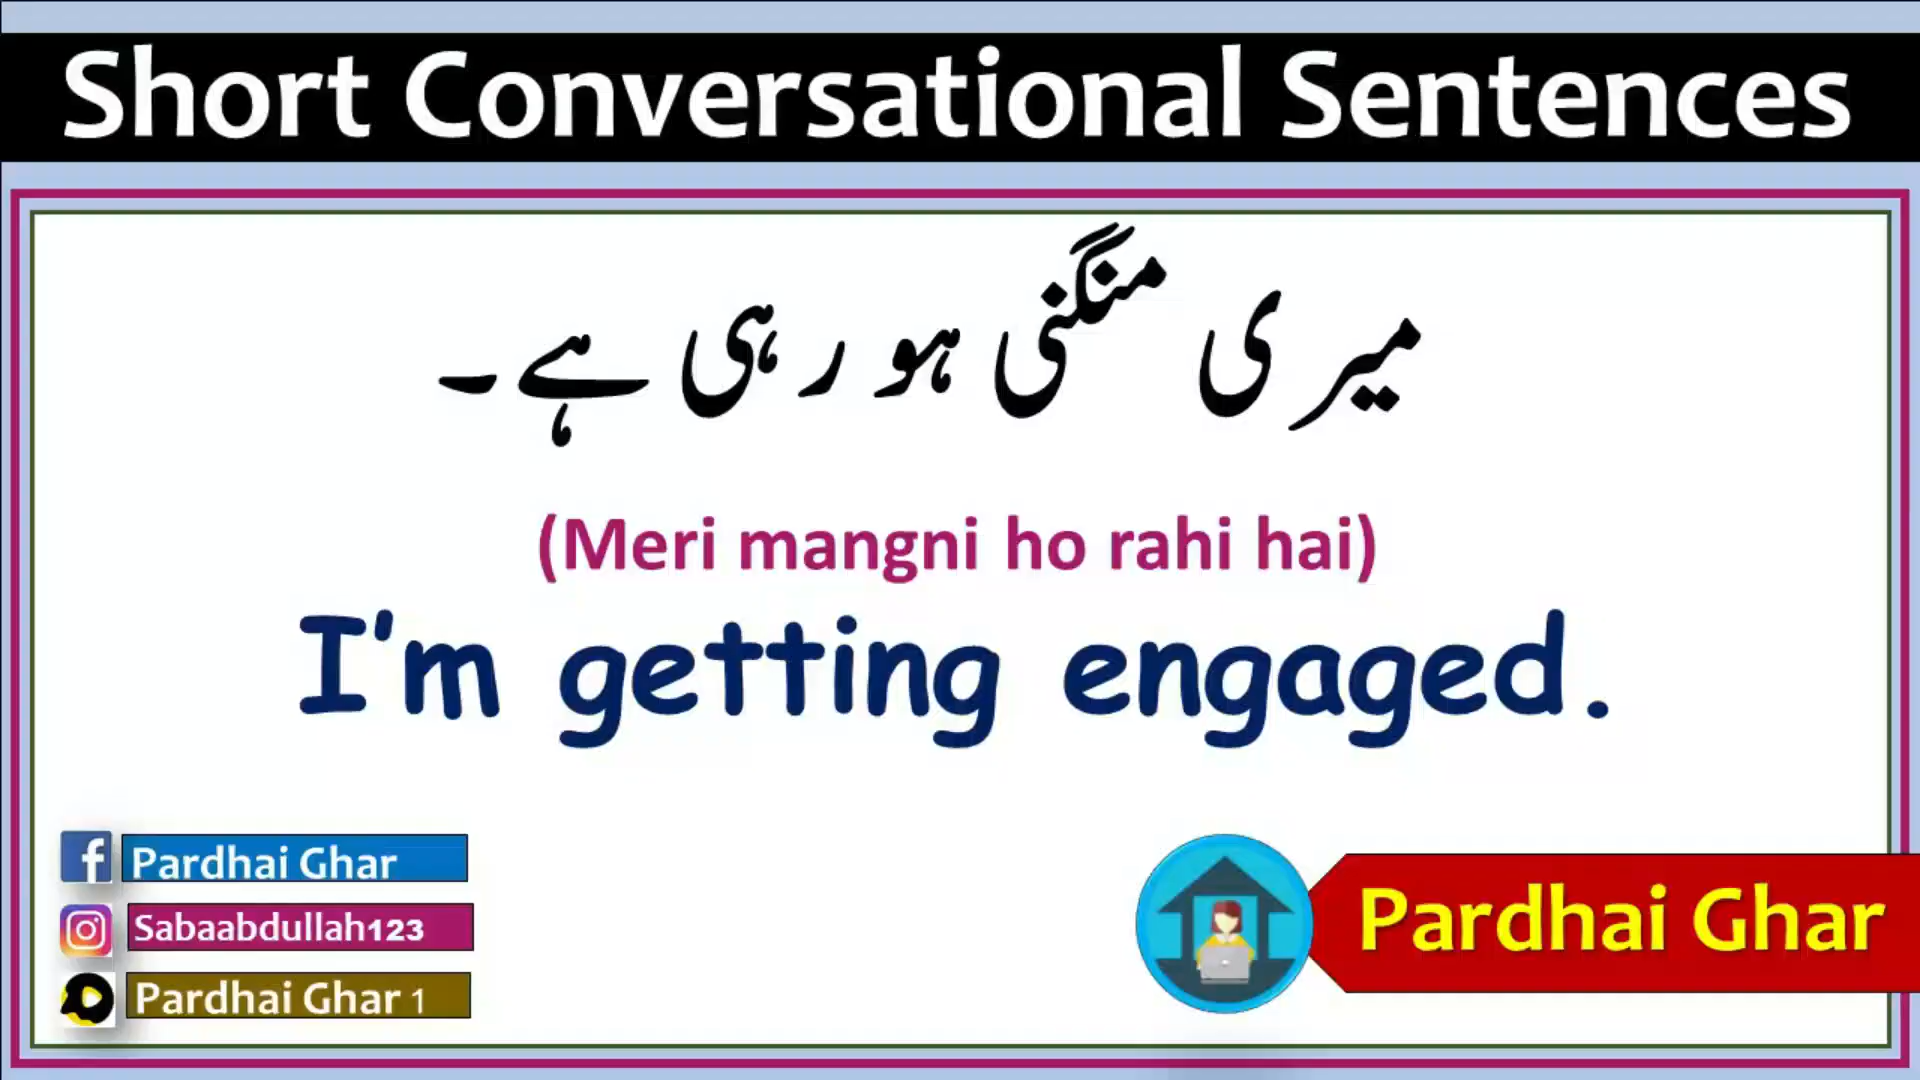 Short Conversational Sentences
میری منگنی ہو رہی ہے۔
(Meri mangni ho rahi hai)
I'm getting engaged.
Pardhai Ghar
Sabaabdullah123
Pardhai Ghar 1
Pardhai Ghar